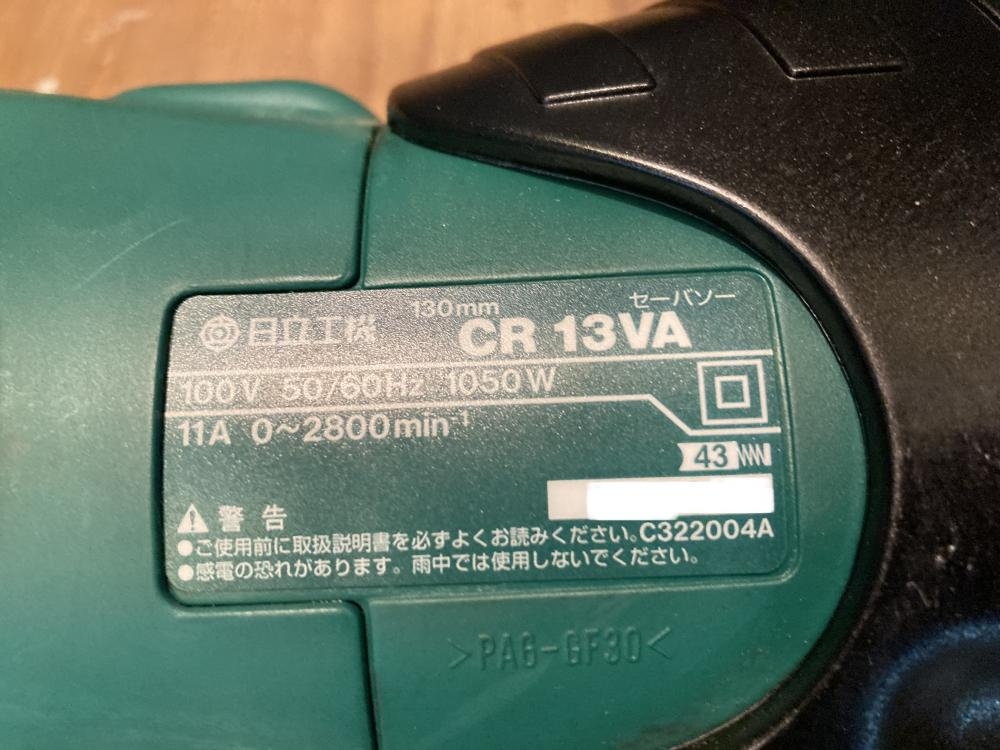 130mm セーバソー
日立工機 CR 13VA
100V 50/60Hz 1050W
11A 0~2800min⁻¹
43
警告
●ご使用前に取扱説明書を必ずよくお読みください。C322004A
●感電の恐れがあります。雨中では使用しないでください。
>PA6-GF30<